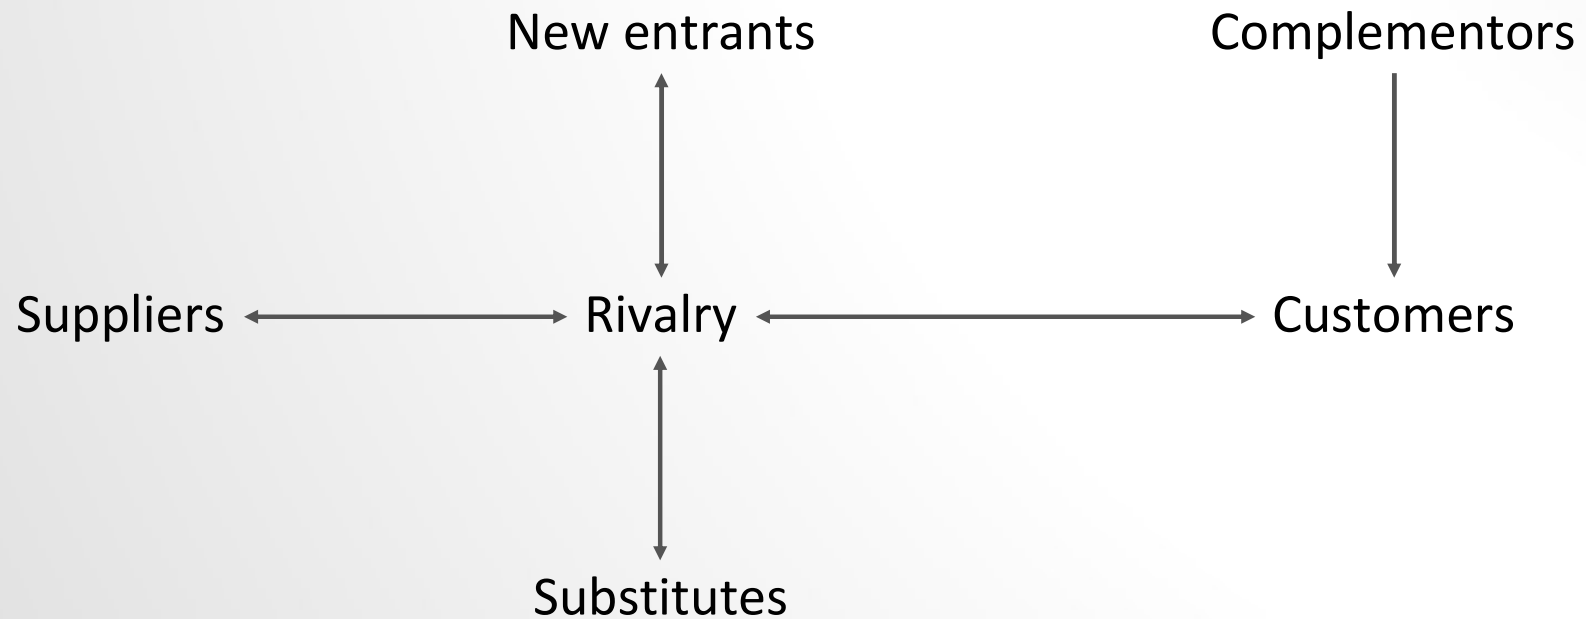 New entrants
Complementors
Suppliers
Rivalry
Customers
Substitutes